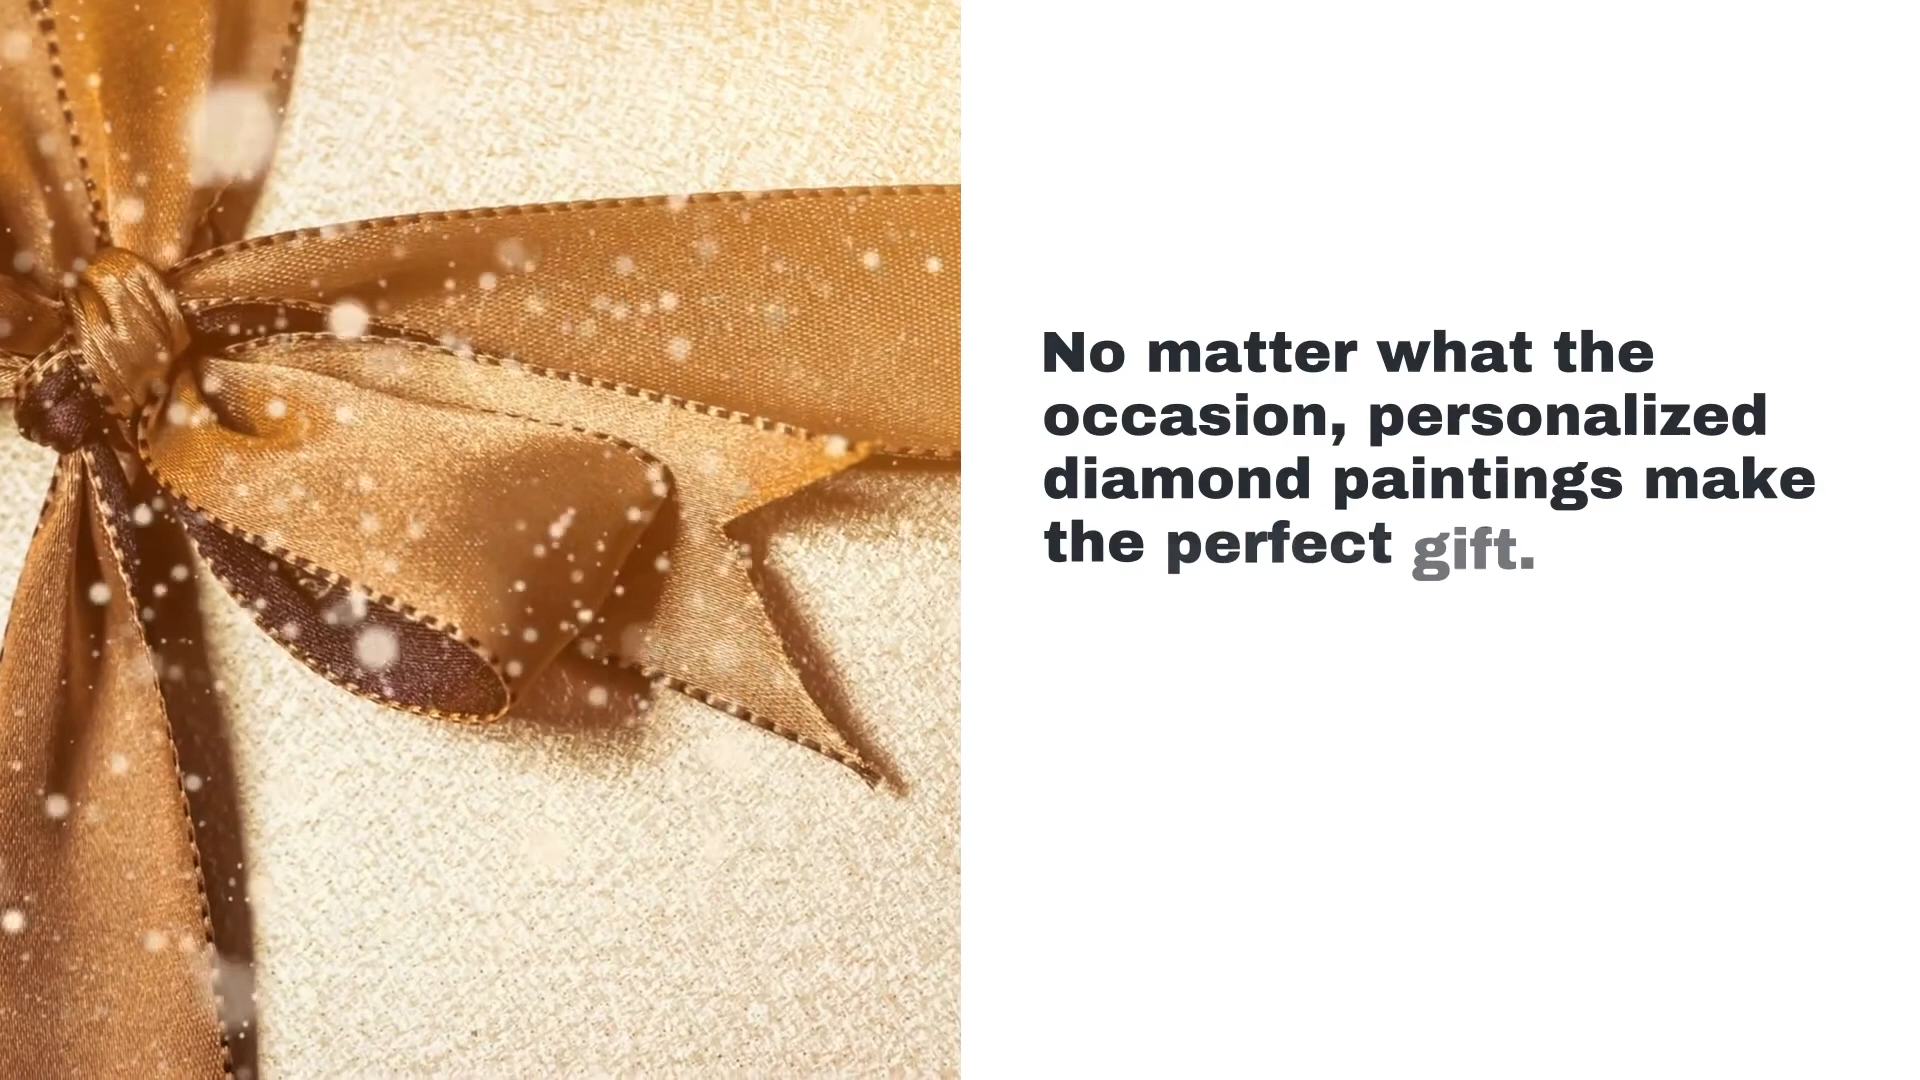 No matter what the
occasion, personalized
diamond paintings make
the perfect gift.